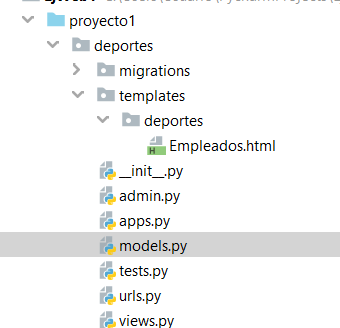 proyecto1
deportes
migrations
templates
deportes
Empleados.html
__init__.py
admin.py
apps.py
models.py
tests.py
urls.py
views.py